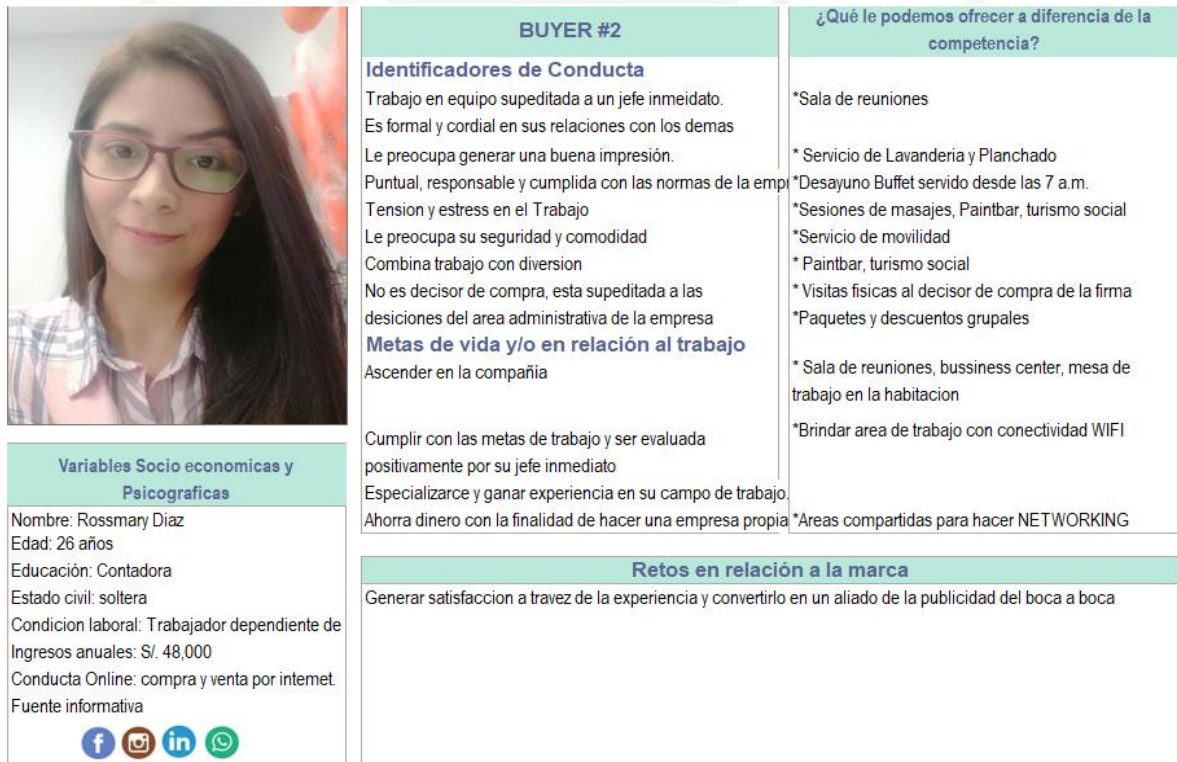 BUYER #2
Identificadores de Conducta
Trabajo en equipo supeditada a un jefe inmeidato.
Es formal y cordial en sus relaciones con los demas
Le preocupa generar una buena impresión.
Puntual, responsable y cumplida con las normas de la empr
Tension y estress en el Trabajo
Le preocupa su seguridad y comodidad
Combina trabajo con diversion
No es decisor de compra, esta supeditada a las
desiciones del area administrativa de la empresa
Metas de vida y/o en relación al trabajo
Ascender en la compañia
Cumplir con las metas de trabajo y ser evaluada
positivamente por su jefe inmediato
Especializarce y ganar experiencia en su campo de trabajo.
Ahorra dinero con la finalidad de hacer una empresa propia
¿Qué le podemos ofrecer a diferencia de la
competencia?
*Sala de reuniones
* Servicio de Lavanderia y Planchado
*Desayuno Buffet servido desde las 7 a.m.
*Sesiones de masajes, Paintbar, turismo social
*Servicio de movilidad
* Paintbar, turismo social
* Visitas fisicas al decisor de compra de la firma
*Paquetes y descuentos grupales
* Sala de reuniones, bussiness center, mesa de
trabajo en la habitacion
*Brindar area de trabajo con conectividad WIFI
*Areas compartidas para hacer NETWORKING
Variables Socio economicas y
Psicograficas
Nombre: Rossmary Diaz
Edad: 26 años
Educación: Contadora
Estado civil: soltera
Condicion laboral: Trabajador dependiente de
Ingresos anuales: S/. 48,000
Conducta Online: compra y venta por internet.
Fuente informativa
f in
Retos en relación a la marca
Generar satisfaccion a travez de la experiencia y convertirlo en un aliado de la publicidad del boca a boca